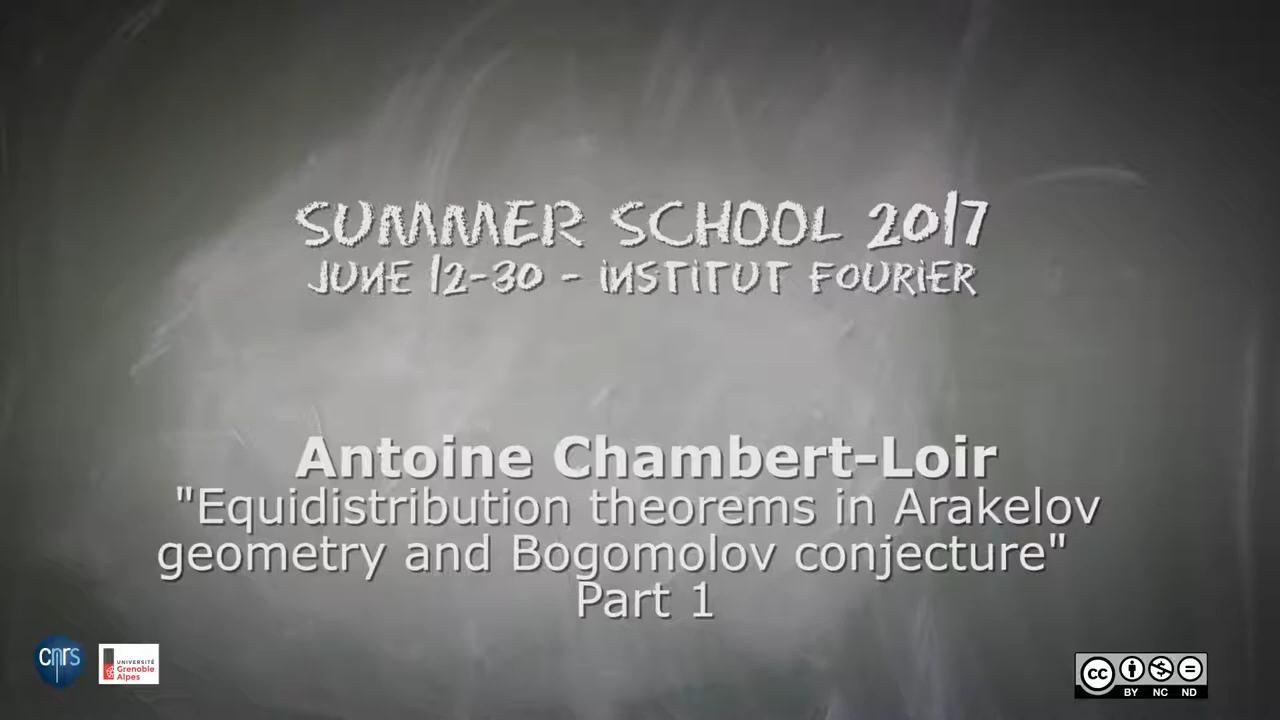 SUMMER SCHOOL 2017
JUNE 12-30 - INSTITUT FOURIER
Antoine Chambert-Loir
"Equidistribution theorems in Arakelov
geometry and Bogomolov conjecture"
Part 1
cnrs
UNIVERSITÉ
Grenoble
Alpes
cc
BY NC ND